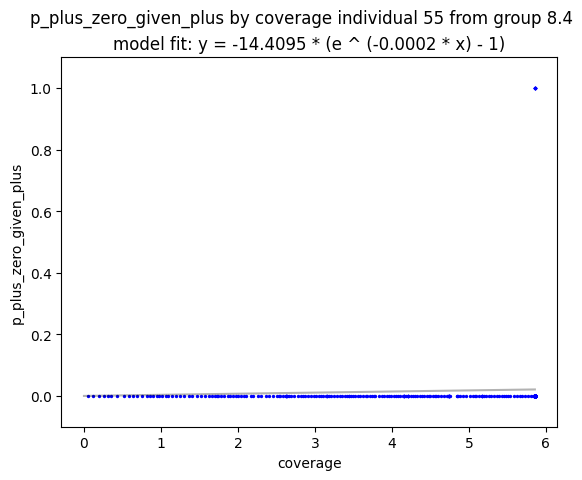 p_plus_zero_given_plus by coverage individual 55 from group 8.4
model fit: y = -14.4095 * (e ^ (-0.0002 * x) - 1)
1.0
0.8
0.6
0.4
0.2
0.0
p_plus_zero_given_plus
0 1 2 3 4 5 6
coverage